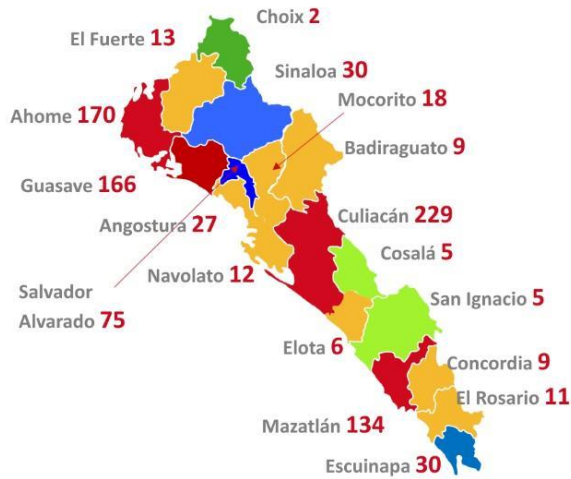 Choix 2
El Fuerte 13
Sinaloa 30
Mocorito 18
Ahome 170
Badiraguato 9
Guasave 166
Angostura 27
Culiacán 229
Cosalá 5
Navolato 12
Salvador
Alvarado 75
San Ignacio 5
Elota 6
Concordia 9
El Rosario 11
Mazatlán 134
Escuinapa 30